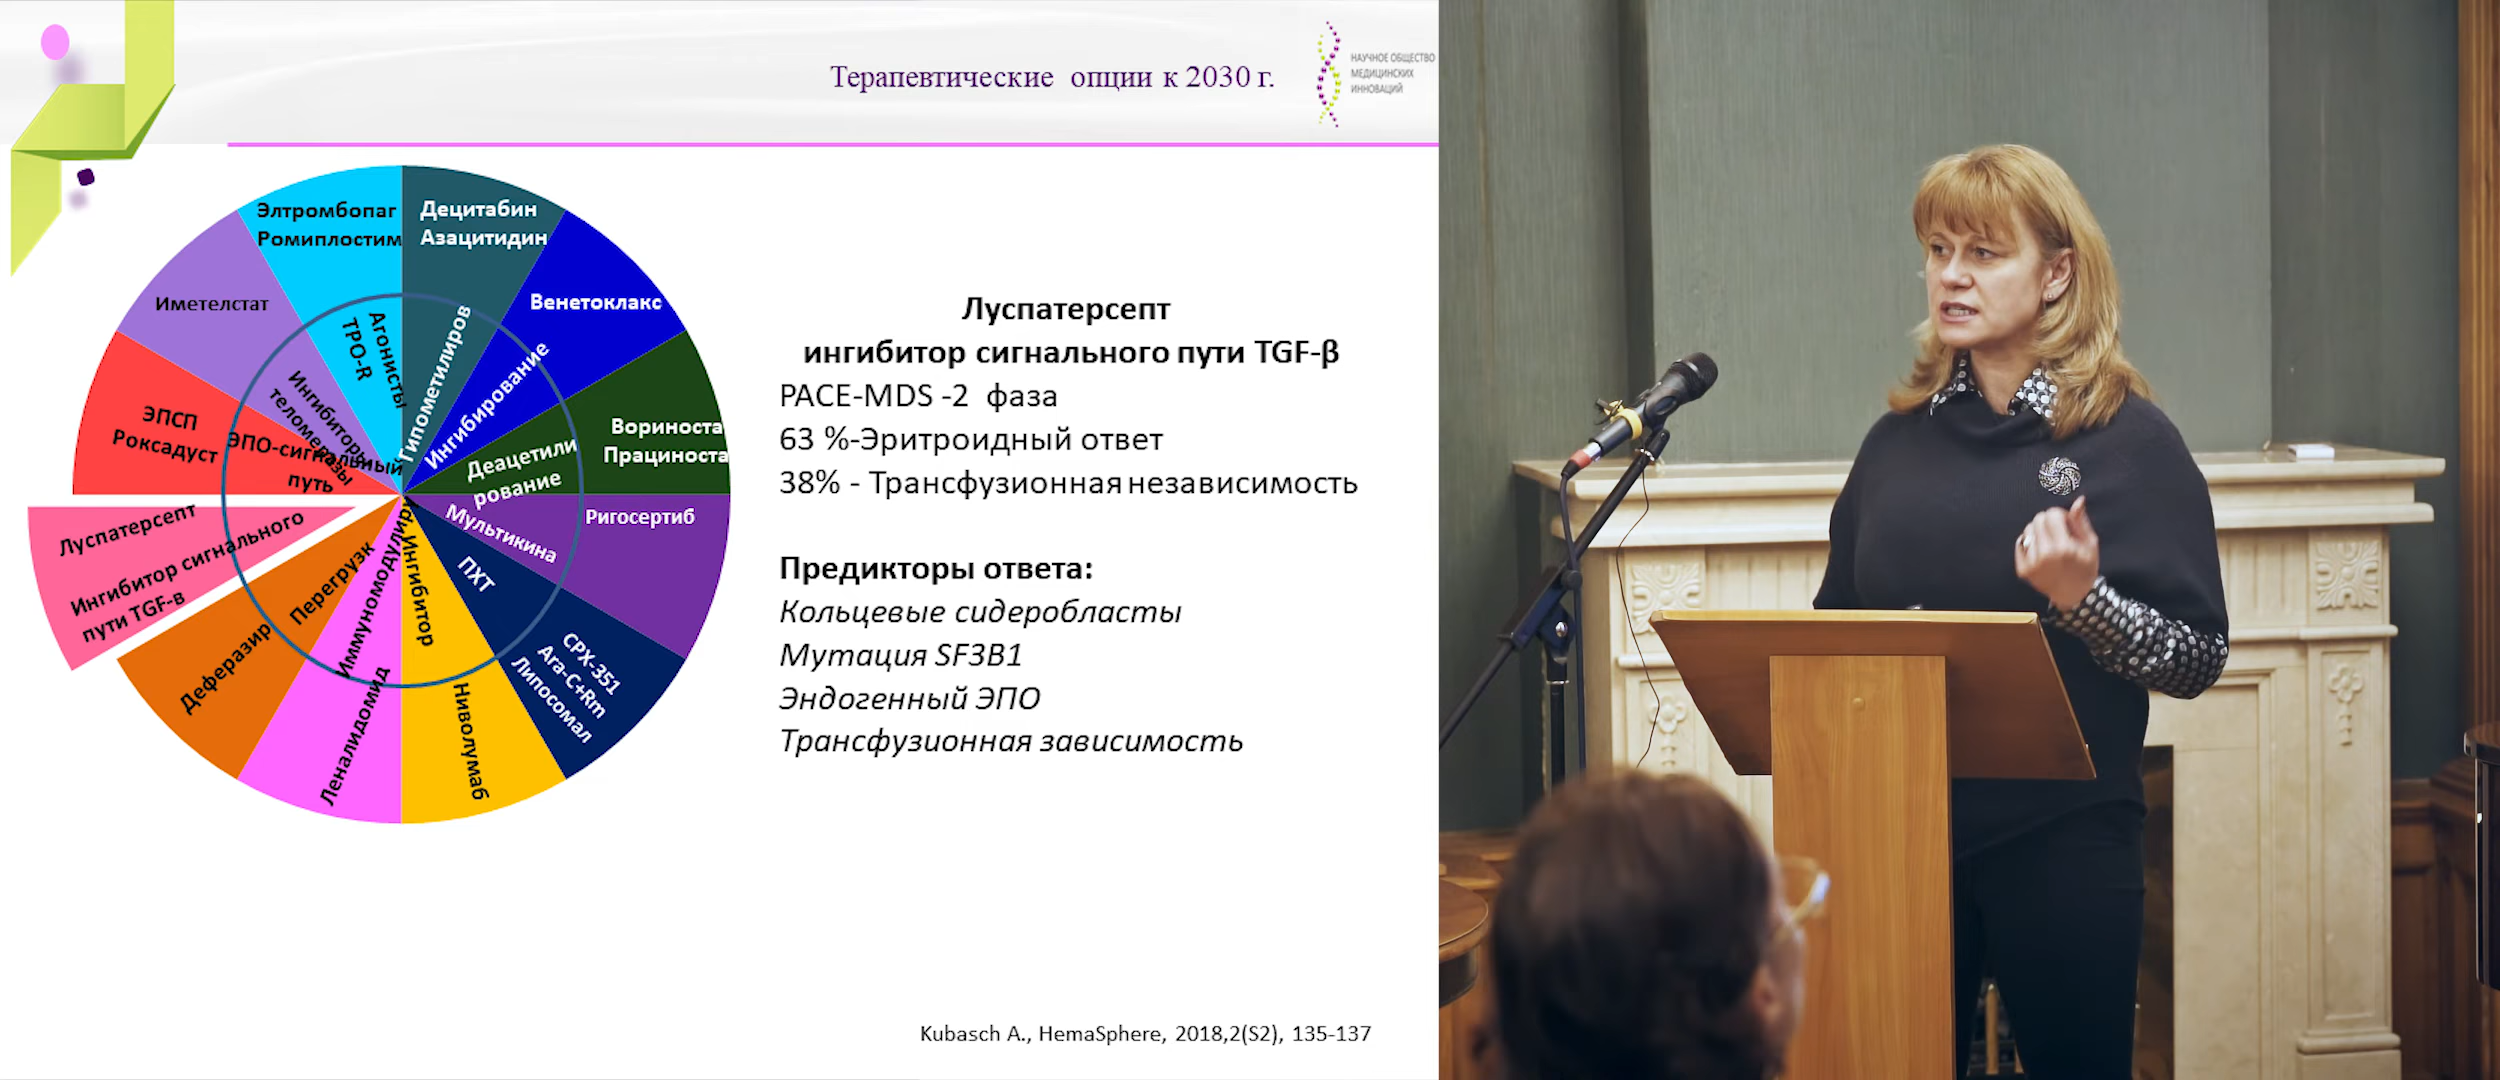 Терапевтические опции к 2030 г.
НАУЧНОЕ ОБЩЕСТВО
МЕДИЦИНСКИХ
ИННОВАЦИЙ
Элтромбопаг
Ромиплостим
Децитабин
Азацитидин
Иметелстат
Венетоклакс
Агонисты
TPO-R
Гипометилиров
Ингибирование
Ингибиторы
теломеразы
ЭПСП
Роксадуст
ЭПО-сигнальный
путь
Вориноста
Працинoста
Деацетили
рование
Мультикина
Ригосертиб
Луспатерсепт
Ингибитор сигнального
пути TGF-в
Перегрузк
Деферазир
Иммуномодулир
Леналидомид
Ингибитор
Ниволумаб
ПХТ
CPX-351
Ara-C+Rm
Липосомал
Луспатерсепт
ингибитор сигнального пути TGF-β
PACE-MDS -2 фаза
63 %-Эритроидный ответ
38% - Трансфузионная независимость
Предикторы ответа:
Кольцевые сидеробласты
Мутация SF3B1
Эндогенный ЭПО
Трансфузионная зависимость
Kubasch A., HemaSphere, 2018,2(S2), 135-137